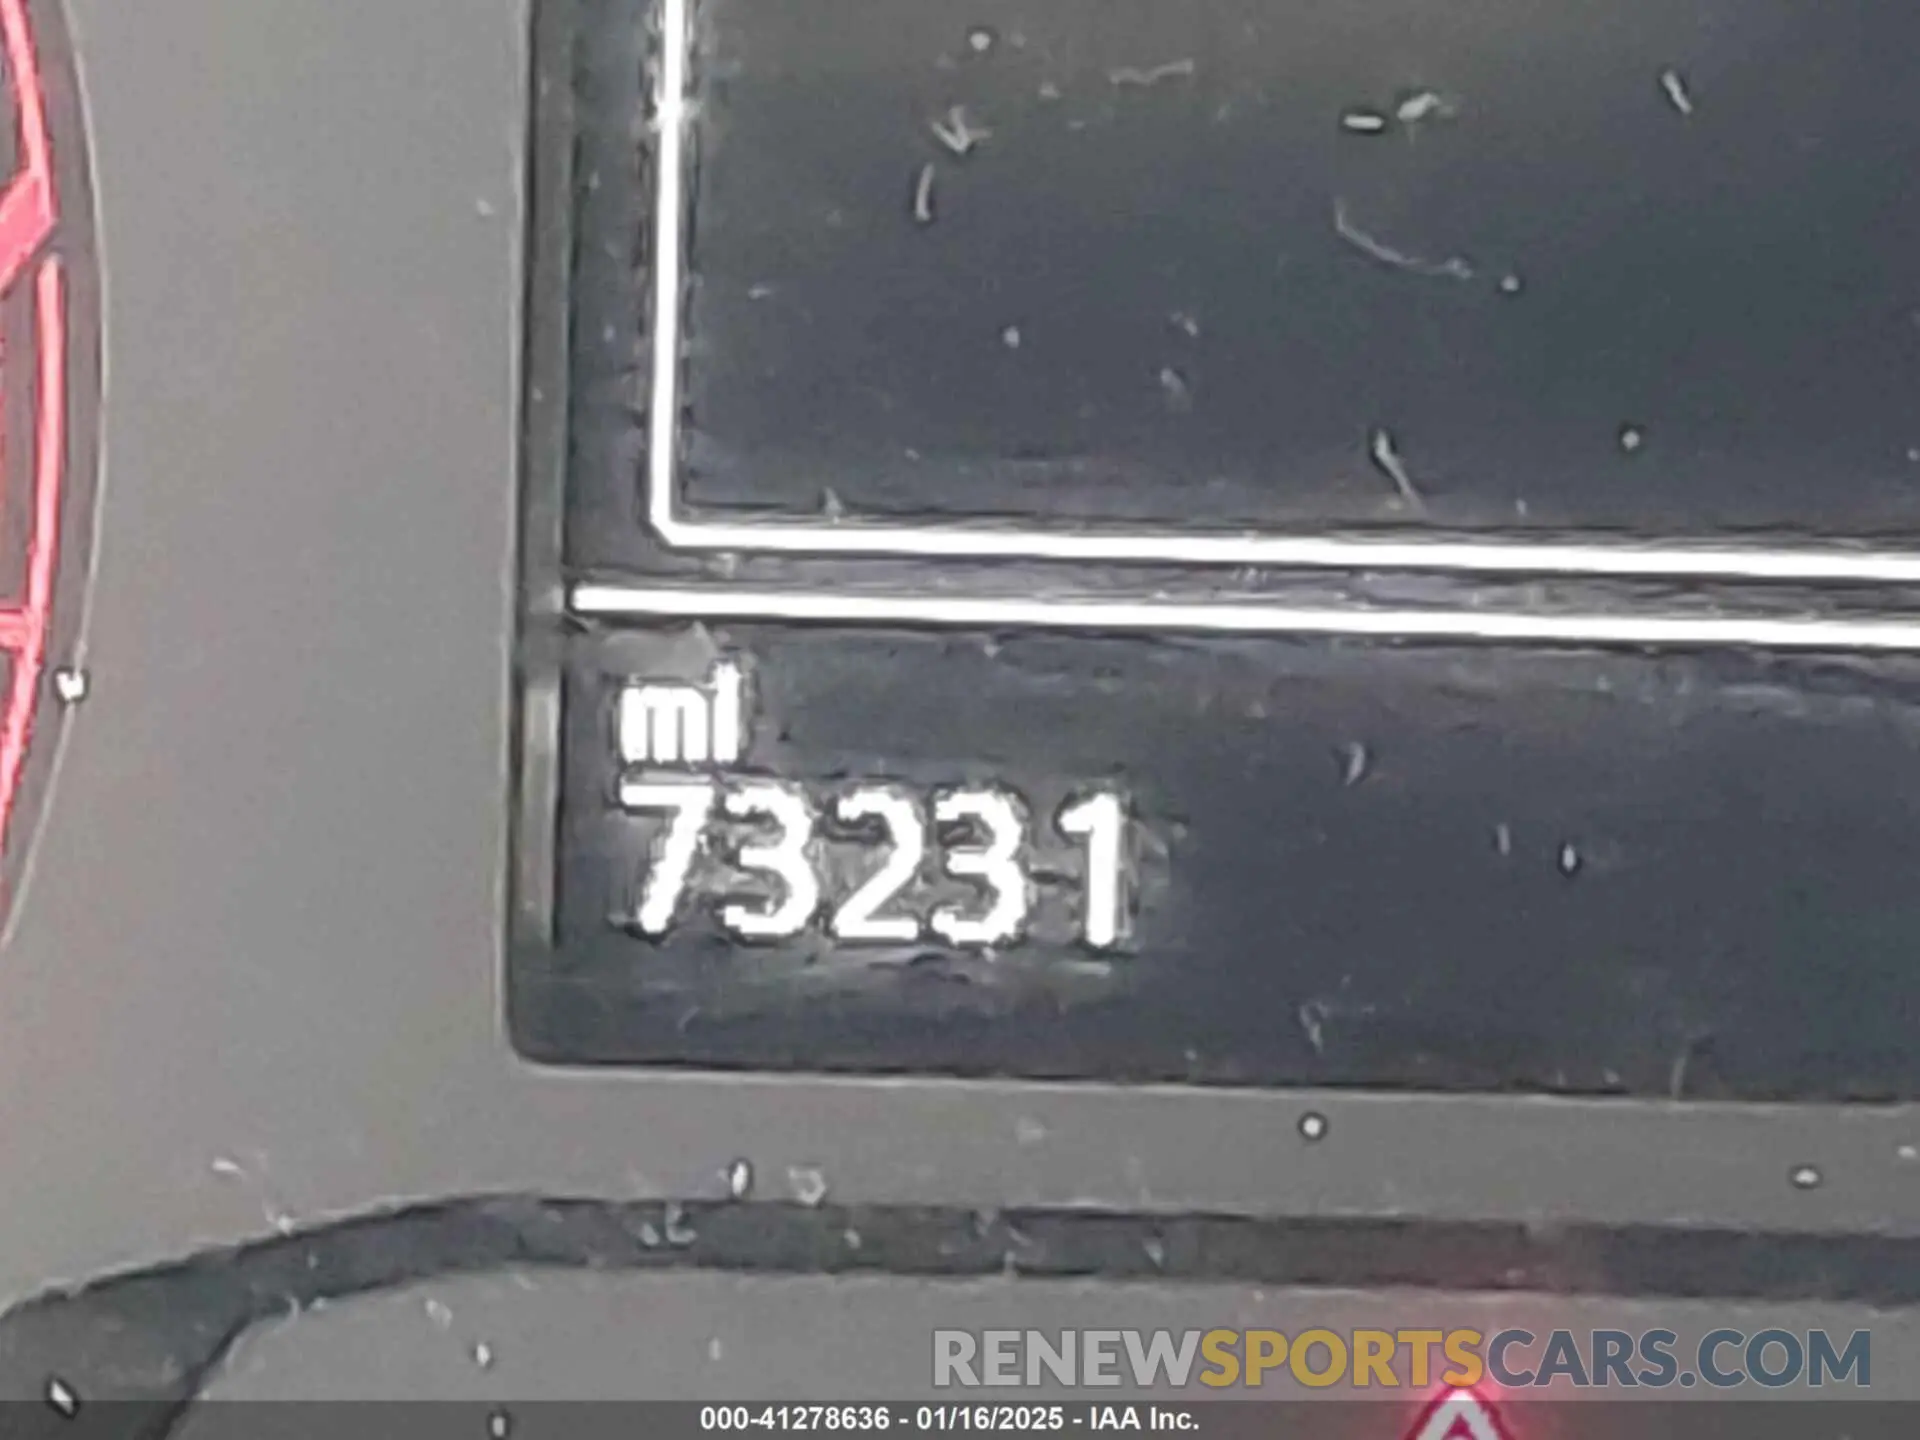 mi
73231
RENEWSPORTSCARS.COM
000-41278636 - 01/16/2025 - IAA Inc.